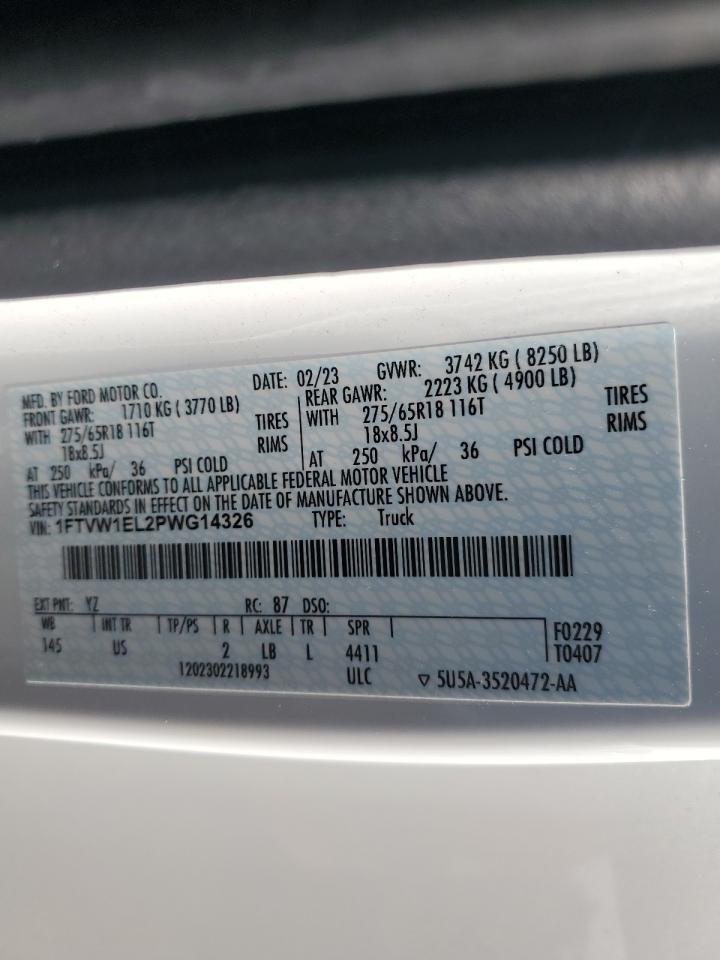 MFD. BY FORD MOTOR CO. DATE: 02/23 GVWR: 3742 KG ( 8250 LB)
FRONT GAWR: 1710 KG ( 3770 LB) REAR GAWR: 2223 KG ( 4900 LB)
WITH 275/65R18 116T TIRES WITH 275/65R18 116T TIRES
18x8.5J RIMS 18x8.5J RIMS
AT 250 kPa/ 36 PSI COLD AT 250 kPa/ 36 PSI COLD
THIS VEHICLE CONFORMS TO ALL APPLICABLE FEDERAL MOTOR VEHICLE
SAFETY STANDARDS IN EFFECT ON THE DATE OF MANUFACTURE SHOWN ABOVE.
VIN: 1FTVW1EL2PWG14326 TYPE: Truck
EXT PNT: YZ RC: 87 DSO:
WB INT TR TP/PS R AXLE TR SPR F0229
145 US 2 LB L 4411 T0407
1202302218993 ULC ▽ 5U5A-3520472-AA